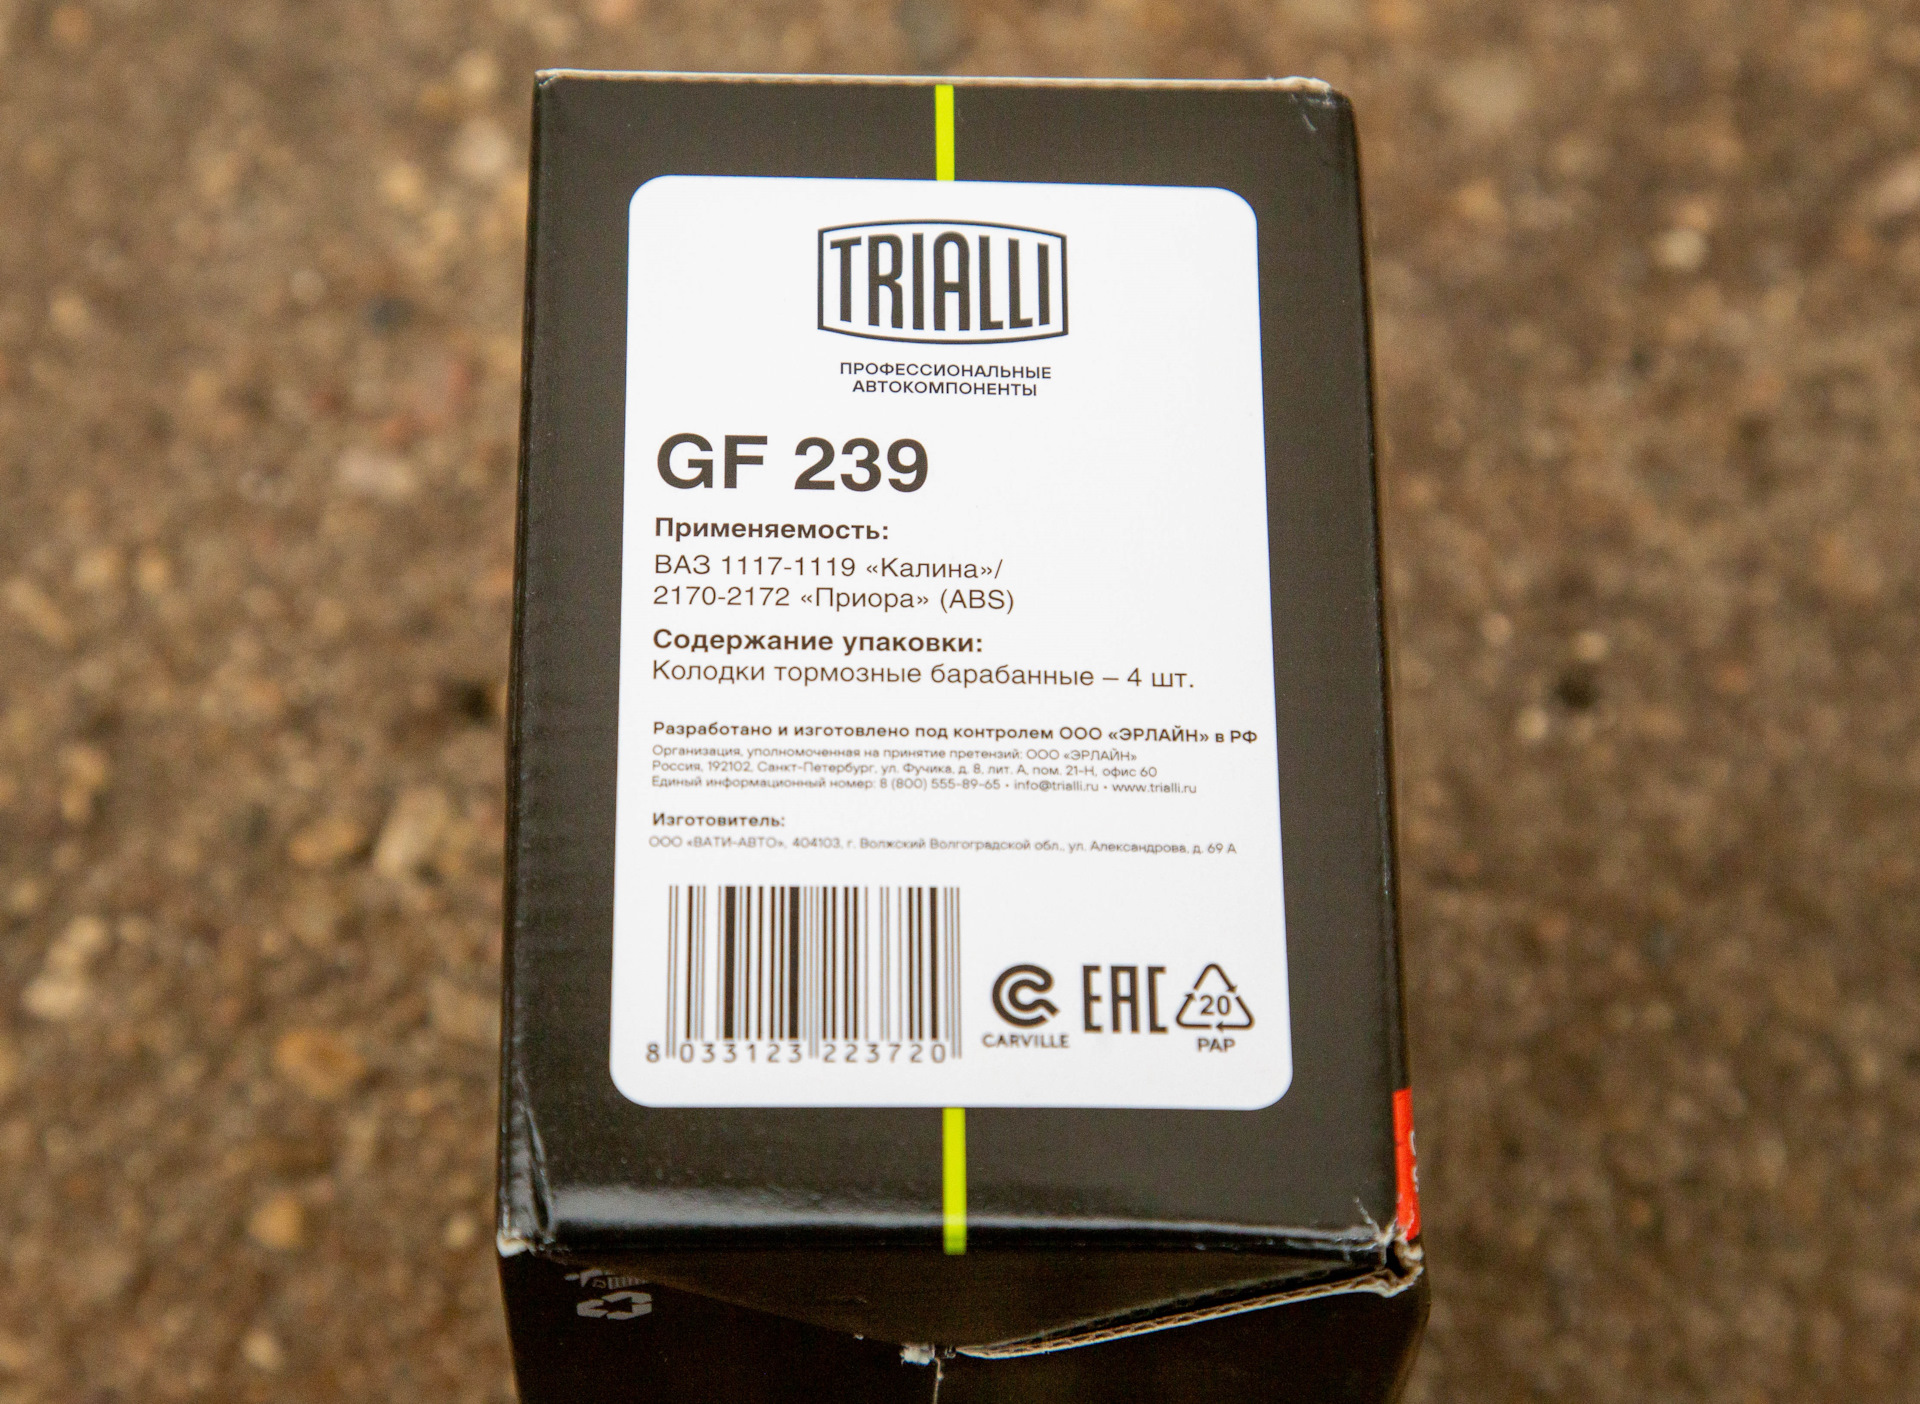 TRIALLI
ПРОФЕССИОНАЛЬНЫЕ
АВТОКОМПОНЕНТЫ
GF 239
Применяемость:
ВАЗ 1117-1119 «Калина»/
2170-2172 «Приора» (ABS)
Содержание упаковки:
Колодки тормозные барабанные – 4 шт.
Разработано и изготовлено под контролем ООО «ЭРЛАЙН» в РФ
Организация, уполномоченная на принятие претензий: ООО «ЭРЛАЙН»
Россия, 192102, Санкт-Петербург, ул. Фучика, д. 8, лит. А, пом. 21-Н, офис 60
Единый информационный номер: 8 (800) 555-89-65 • info@trialli.ru • www.trialli.ru
Изготовитель:
ООО «ВАТИ-АВТО», 404103, г. Волжский Волгоградской обл., ул. Александрова, д. 69 А
8 033123 223720
CARVILLE
EAC
20
PAP